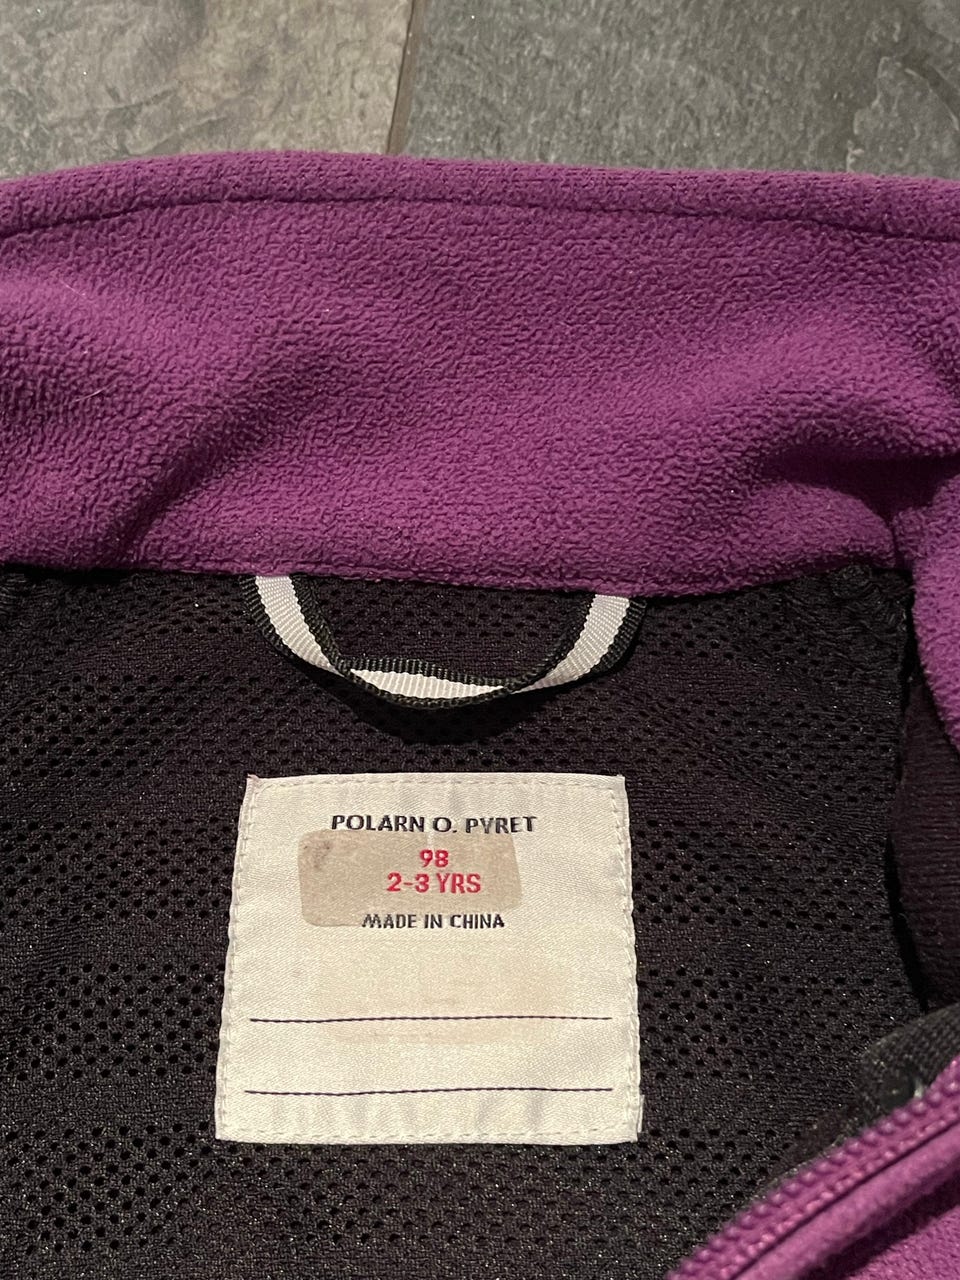 POLARN O. PYRET
98
2-3 YRS
MADE IN CHINA